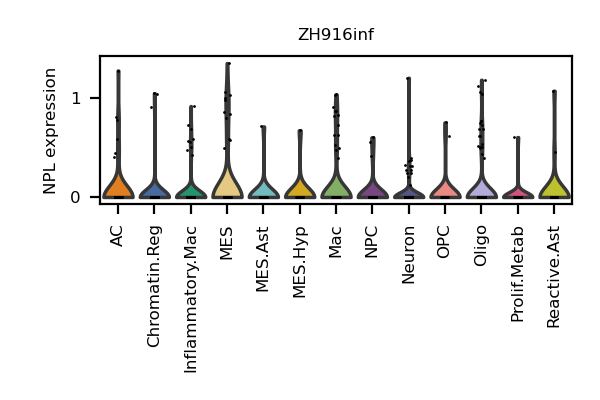 ZH916inf
NPL expression
1
0
AC
Chromatin.Reg
Inflammatory.Mac
MES
MES.Ast
MES.Hyp
Mac
NPC
Neuron
OPC
Oligo
Prolif.Metab
Reactive.Ast